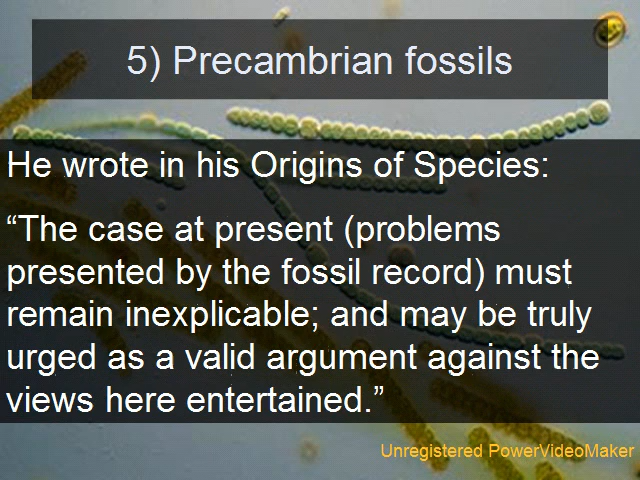 5) Precambrian fossils
He wrote in his Origins of Species:
“The case at present (problems
presented by the fossil record) must
remain inexplicable; and may be truly
urged as a valid argument against the
views here entertained.”
Unregistered PowerVideoMaker